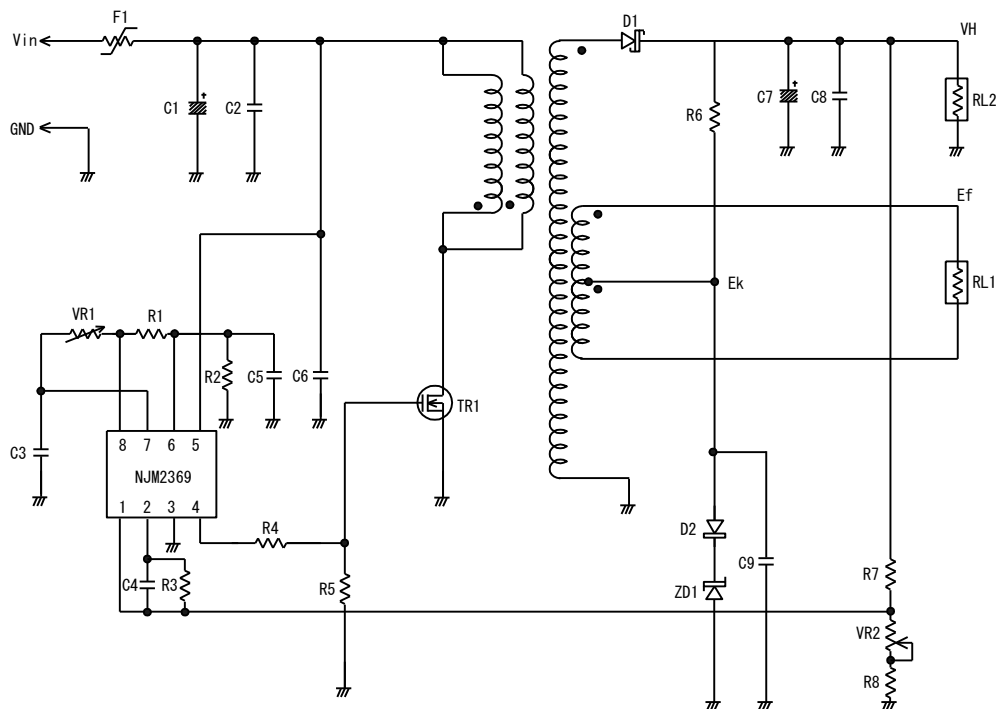 F1
D1
Vin
VH
C1
C2
C7
C8
R6
RL2
GND
Ef
Ek
RL1
VR1
R1
R2
C5
C6
TR1
C3
8 7 6 5
NJM2369
1 2 3 4
R4
D2
C9
C4
R3
R5
ZD1
R7
VR2
R8